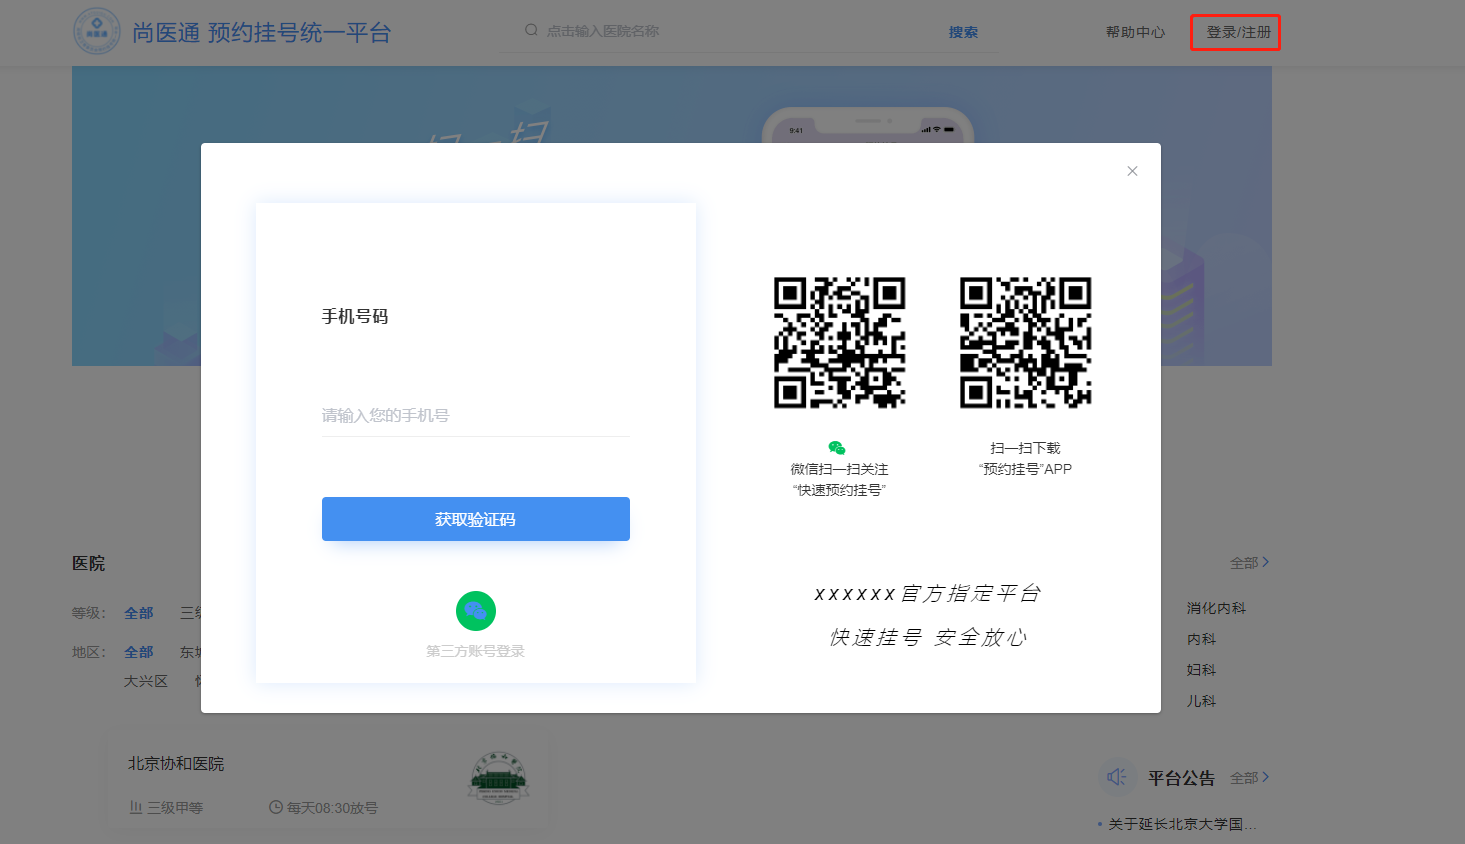 尚医通 预约挂号统一平台
点击输入医院名称
搜索
帮助中心
登录/注册
9:41
手机号码
请输入您的手机号
获取验证码
第三方账号登录
微信扫一扫关注
“快速预约挂号”
扫一扫下载
“预约挂号”APP
xxxxxx官方指定平台
快速挂号 安全放心
医院
全部
等级：
全部
三级
地区：
全部
东城
大兴区
消化内科
内科
妇科
儿科
北京协和医院
三级甲等
每天08:30放号
平台公告
全部
关于延长北京大学国...